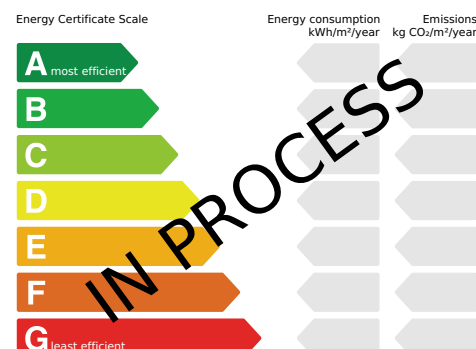 Energy Certificate Scale
Energy consumption
kWh/m²/year
Emissions
kg CO₂/m²/year
A most efficient
B
C
D
E
F
G least efficient
IN PROCESS